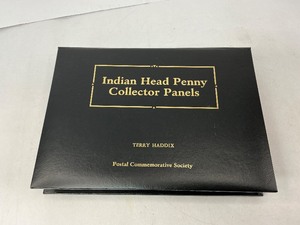 Indian Head Penny
Collector Panels
TERRY HADDIX
Postal Commemorative Society